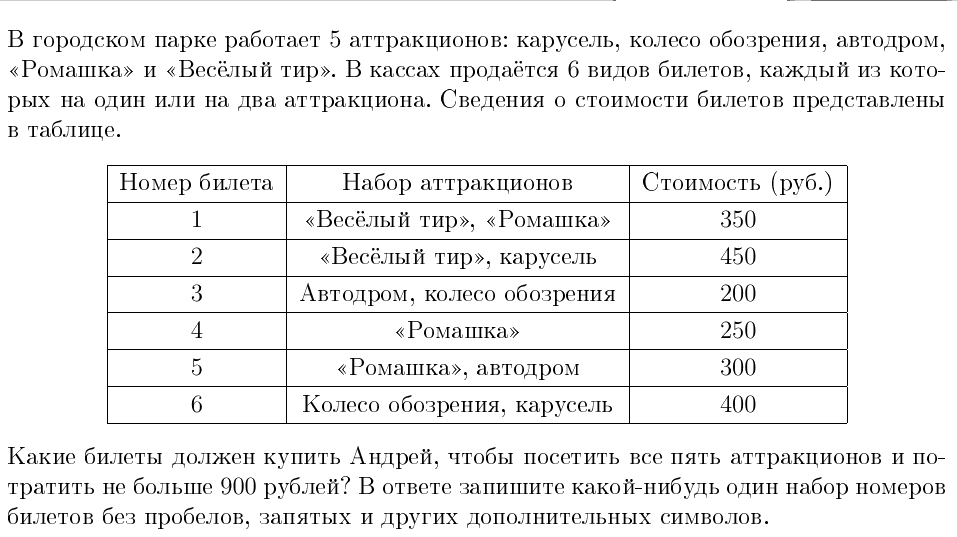 В городском парке работает 5 аттракционов: карусель, колесо обозрения, автодром,
«Ромашка» и «Весёлый тир». В кассах продаётся 6 видов билетов, каждый из кото-
рых на один или на два аттракциона. Сведения о стоимости билетов представлены
в таблице.
Номер билета Набор аттракционов Стоимость (руб.)
1 «Весёлый тир», «Ромашка» 350
2 «Весёлый тир», карусель 450
3 Автодром, колесо обозрения 200
4 «Ромашка» 250
5 «Ромашка», автодром 300
6 Колесо обозрения, карусель 400
Какие билеты должен купить Андрей, чтобы посетить все пять аттракционов и по-
тратить не больше 900 рублей? В ответе запишите какой-нибудь один набор номеров
билетов без пробелов, запятых и других дополнительных символов.